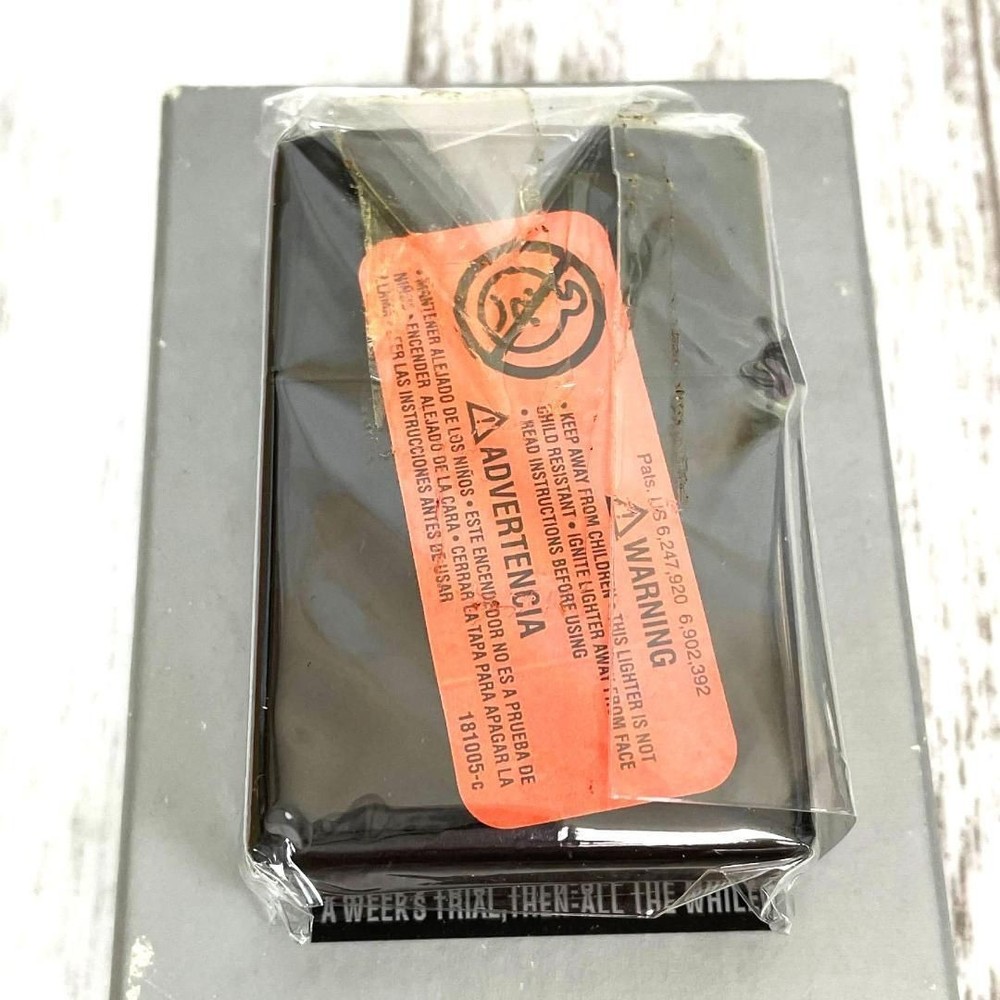 Pats. US 6,247,920 6,902,392
WARNING
• KEEP AWAY FROM CHILDREN THIS LIGHTER IS NOT
CHILD RESISTANT • IGNITE LIGHTER AWAY FROM FACE
• READ INSTRUCTIONS BEFORE USING
ADVERTENCIA
• MANTENER ALEJADO DE LOS NIÑOS • ESTE ENCENDEDOR NO ES A PRUEBA DE
NIÑOS • ENCENDER ALEJADO DE LA CARA • CERRAR LA TAPA PARA APAGAR LA
LAS INSTRUCCIONES ANTES DE USAR
181005-c
A WEEK'S TRIAL, THEN-ALL THE WHILE